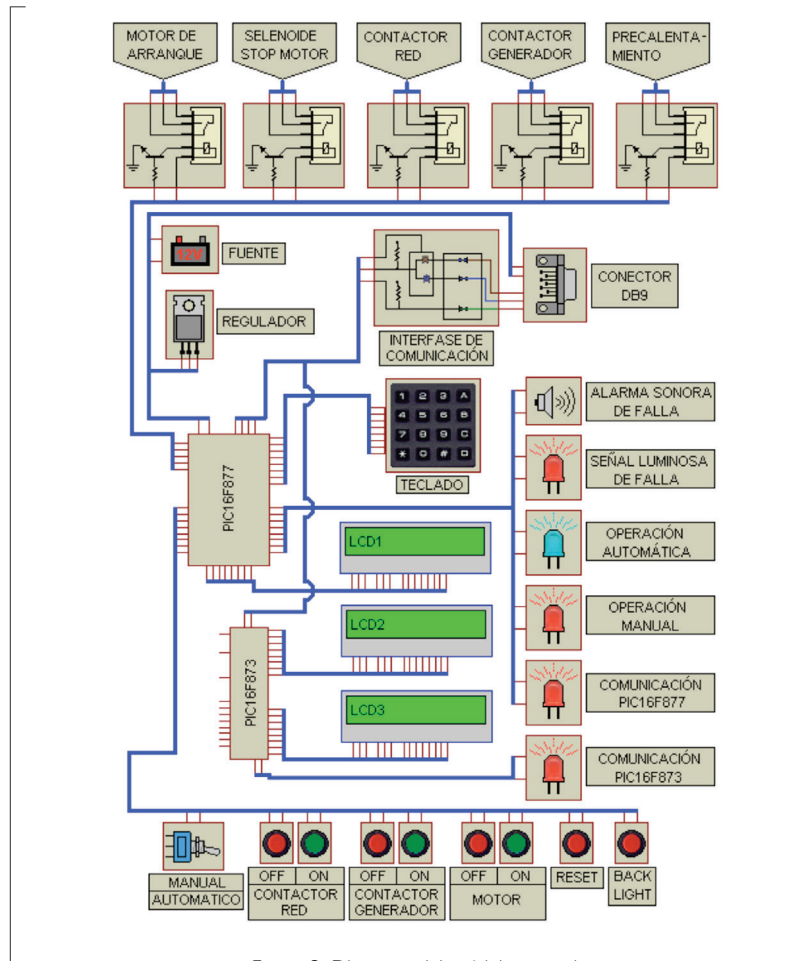 MOTOR DE
ARRANQUE
SELENOIDE
STOP MOTOR
CONTACTOR
RED
CONTACTOR
GENERADOR
PRECALENTA-
MIENTO
12V
FUENTE
REGULADOR
INTERFASE DE
COMUNICACIÓN
CONECTOR
DB9
1 2 3 A
4 5 6 B
7 8 9 C
* 0 # D
TECLADO
PIC16F877
ALARMA SONORA
DE FALLA
SEÑAL LUMINOSA
DE FALLA
LCD1
OPERACIÓN
AUTOMÁTICA
LCD2
OPERACIÓN
MANUAL
PIC16F873
LCD3
COMUNICACIÓN
PIC16F877
COMUNICACIÓN
PIC16F873
MANUAL
AUTOMATICO
OFF ON
CONTACTOR
RED
OFF ON
CONTACTOR
GENERADOR
OFF ON
MOTOR
RESET
BACK
LIGHT